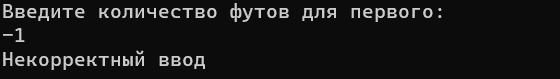 Введите количество футов для первого:
-1
Некорректный ввод